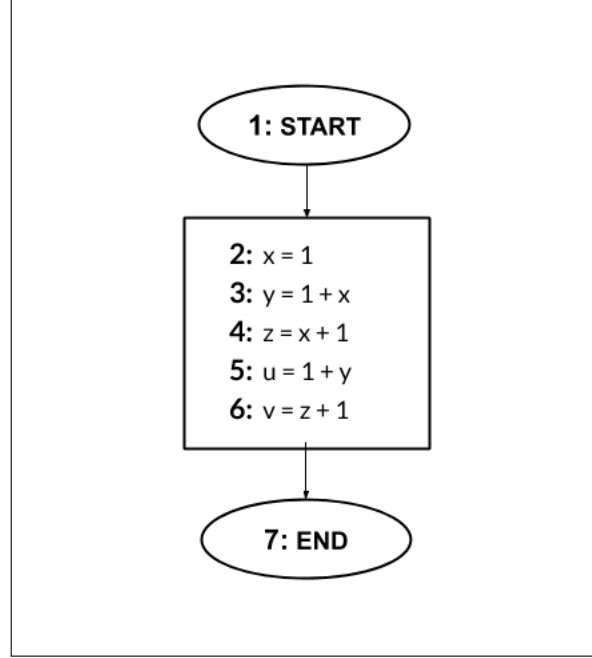 1: START
2: x = 1
3: y = 1 + x
4: z = x + 1
5: u = 1 + y
6: v = z + 1
7: END